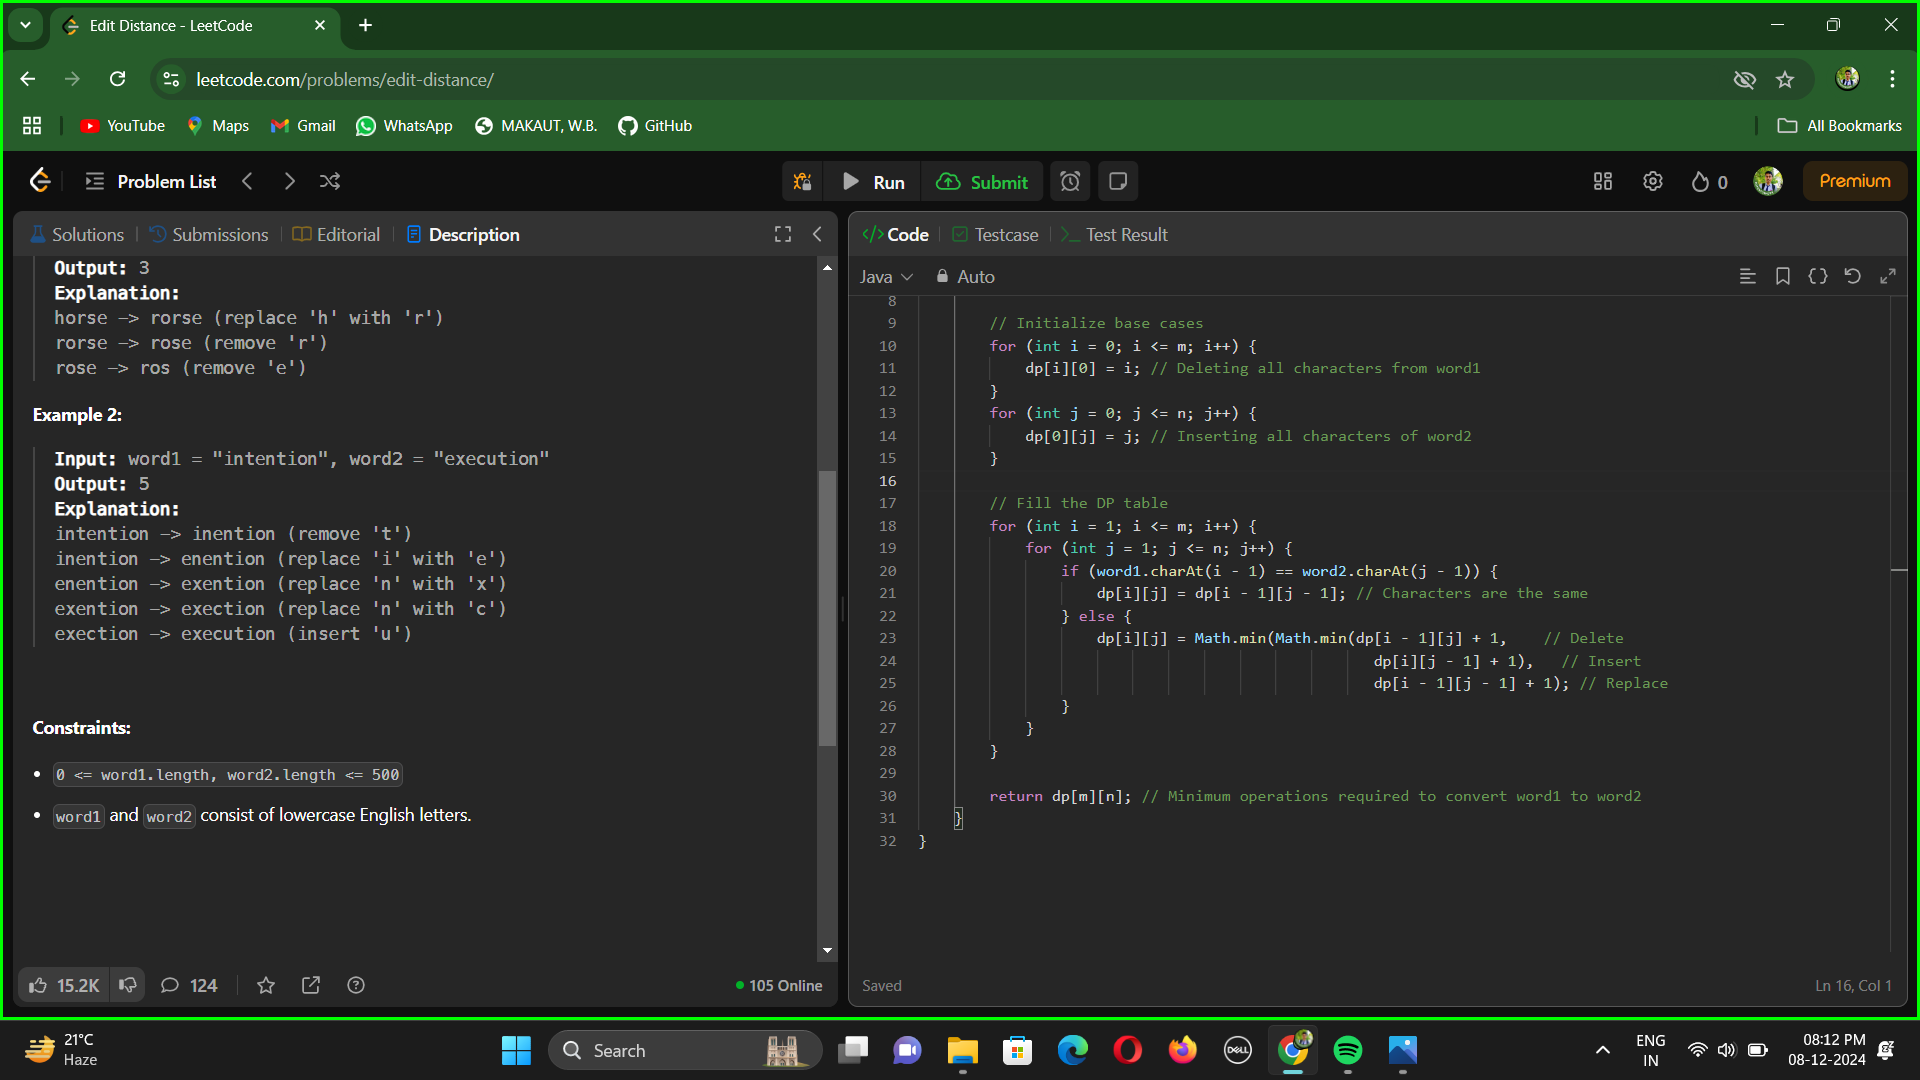 Edit Distance - LeetCode
leetcode.com/problems/edit-distance/
YouTube Maps Gmail WhatsApp MAKAUT, W.B. GitHub All Bookmarks
Problem List Run Submit 0 Premium
Solutions Submissions Editorial Description
Output: 3
Explanation:
horse -> rorse (replace 'h' with 'r')
rorse -> rose (remove 'r')
rose -> ros (remove 'e')
Example 2:
Input: word1 = "intention", word2 = "execution"
Output: 5
Explanation:
intention -> inention (remove 't')
inention -> enention (replace 'i' with 'e')
enention -> exention (replace 'n' with 'x')
exention -> exection (replace 'n' with 'c')
exection -> execution (insert 'u')
Constraints:
• 0 <= word1.length, word2.length <= 500
• word1 and word2 consist of lowercase English letters.
15.2K 124 105 Online
Code Testcase Test Result
Java Auto
8
9 // Initialize base cases
10 for (int i = 0; i <= m; i++) {
11 dp[i][0] = i; // Deleting all characters from word1
12 }
13 for (int j = 0; j <= n; j++) {
14 dp[0][j] = j; // Inserting all characters of word2
15 }
16
17 // Fill the DP table
18 for (int i = 1; i <= m; i++) {
19 for (int j = 1; j <= n; j++) {
20 if (word1.charAt(i - 1) == word2.charAt(j - 1)) {
21 dp[i][j] = dp[i - 1][j - 1]; // Characters are the same
22 } else {
23 dp[i][j] = Math.min(Math.min(dp[i - 1][j] + 1, // Delete
24 dp[i][j - 1] + 1), // Insert
25 dp[i - 1][j - 1] + 1); // Replace
26 }
27 }
28 }
29
30 return dp[m][n]; // Minimum operations required to convert word1 to word2
31 }
32 }
Saved Ln 16, Col 1
21°C
Haze
Search
DELL
ENG
IN
08:12 PM
08-12-2024